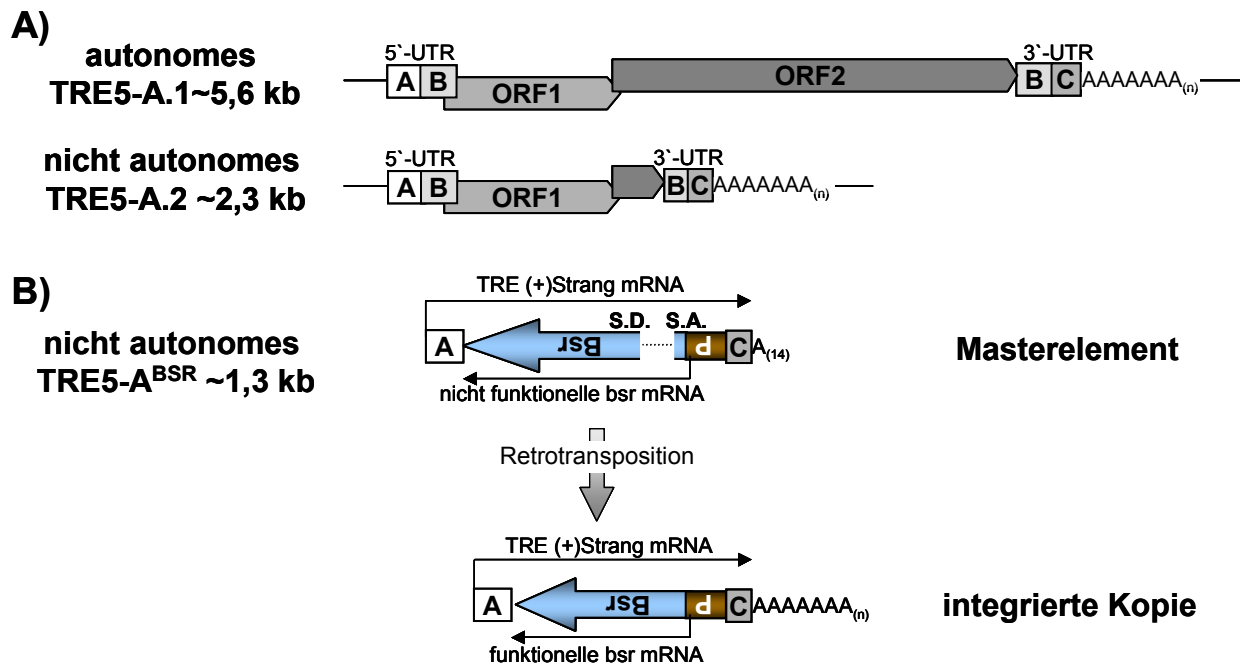 A)
autonomes
TRE5-A.1~5,6 kb
5`-UTR
3`-UTR
A B ORF1 ORF2 B C AAAAAAA(n)
nicht autonomes
TRE5-A.2 ~2,3 kb
5`-UTR
3`-UTR
A B ORF1 B C AAAAAAA(n)
B)
nicht autonomes
TRE5-A^BSR ~1,3 kb
TRE (+)Strang mRNA
S.D. S.A.
A Bsr P C A(14)
nicht funktionelle bsr mRNA
Masterelement
Retrotransposition
TRE (+)Strang mRNA
A Bsr P C AAAAAAA(n)
funktionelle bsr mRNA
integrierte Kopie